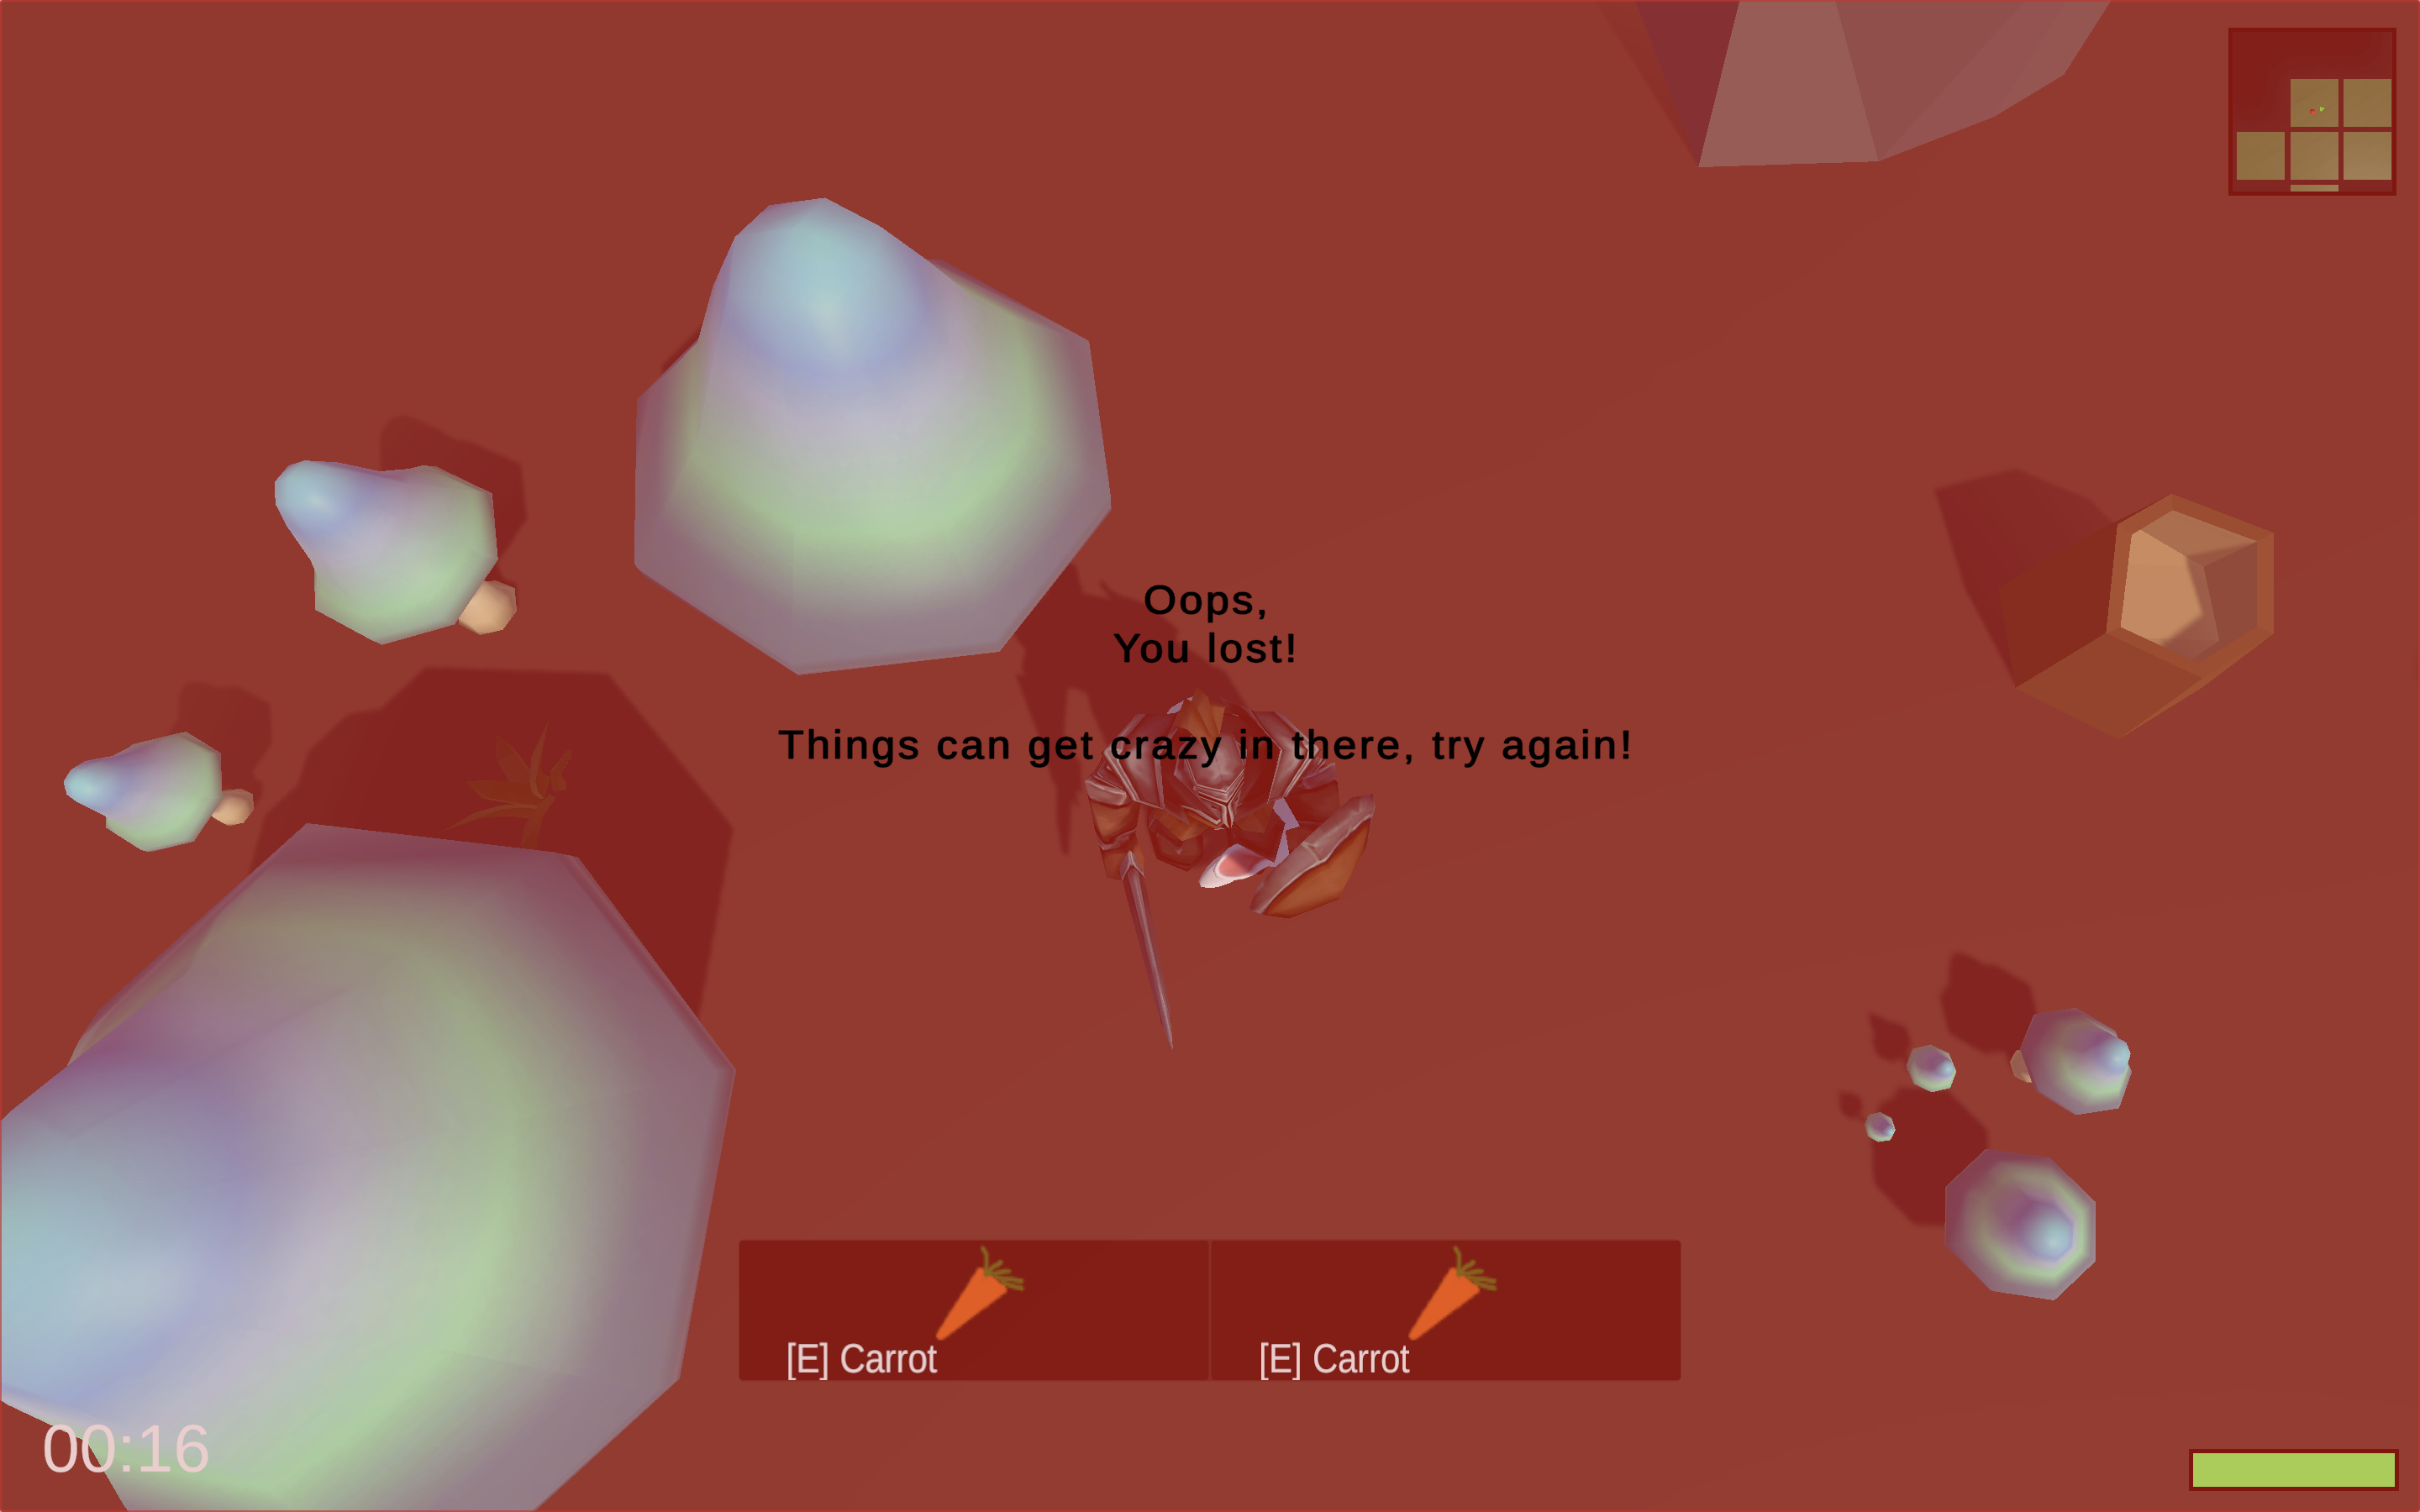 Oops,
You lost!
Things can get crazy in there, try again!
[E] Carrot
[E] Carrot
00:16